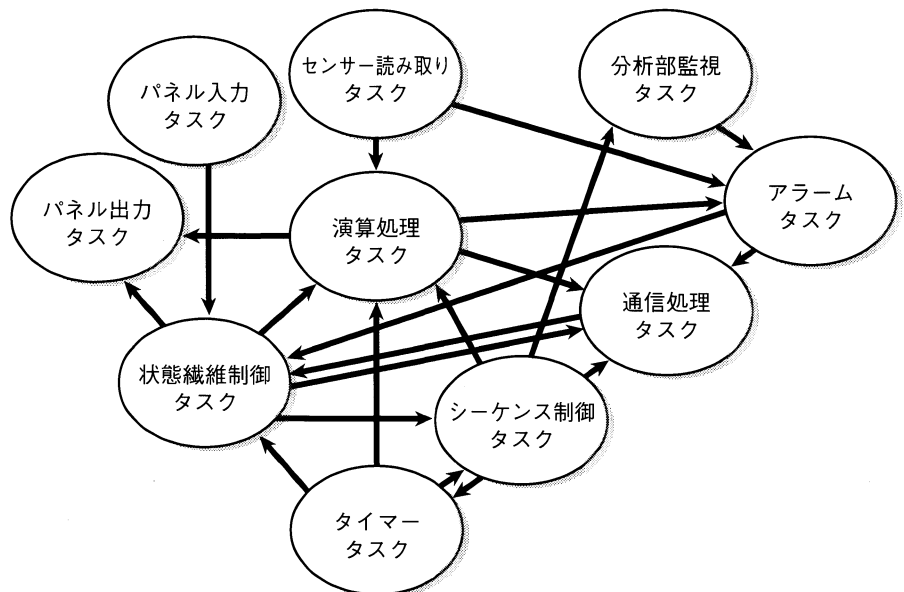 センサー読み取り
タスク
分析部監視
タスク
パネル入力
タスク
アラーム
タスク
パネル出力
タスク
演算処理
タスク
通信処理
タスク
状態繊維制御
タスク
シーケンス制御
タスク
タイマー
タスク